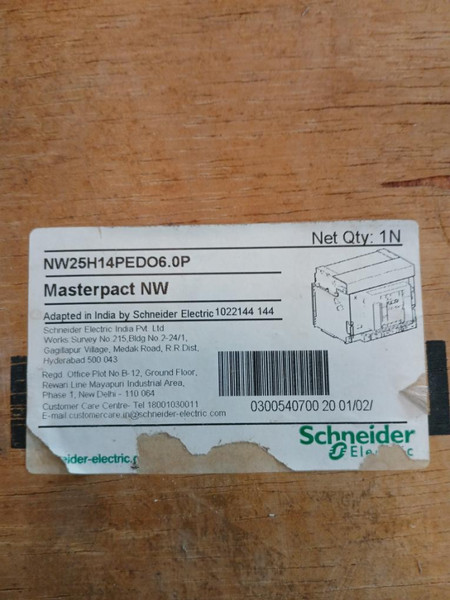 Net Qty: 1N
NW25H14PEDO6.0P
Masterpact NW
Adapted in India by Schneider Electric 1022144 144
Schneider Electric India Pvt. Ltd
Works. Survey No.215,Bldg No.2-24/1,
Gagillapur Village, Medak Road, R.R.Dist,
Hyderabad 500 043
Regd. Office Plot No.B-12, Ground Floor,
Rewari Line Mayapuri Industrial Area,
Phase 1, New Delhi - 110 064
Customer Care Centre- Tel 18001030011
E-mail customercare.in@schneider-electric.com
0300540700 20 01/02/
Schneider
Electric
eider-electric.